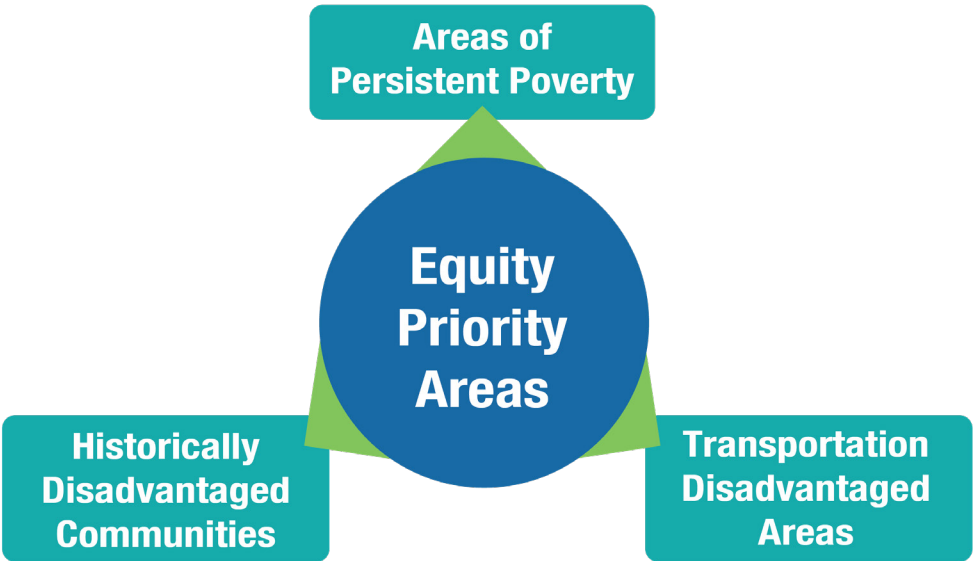 Areas of
Persistent Poverty
Equity
Priority
Areas
Historically
Disadvantaged
Communities
Transportation
Disadvantaged
Areas